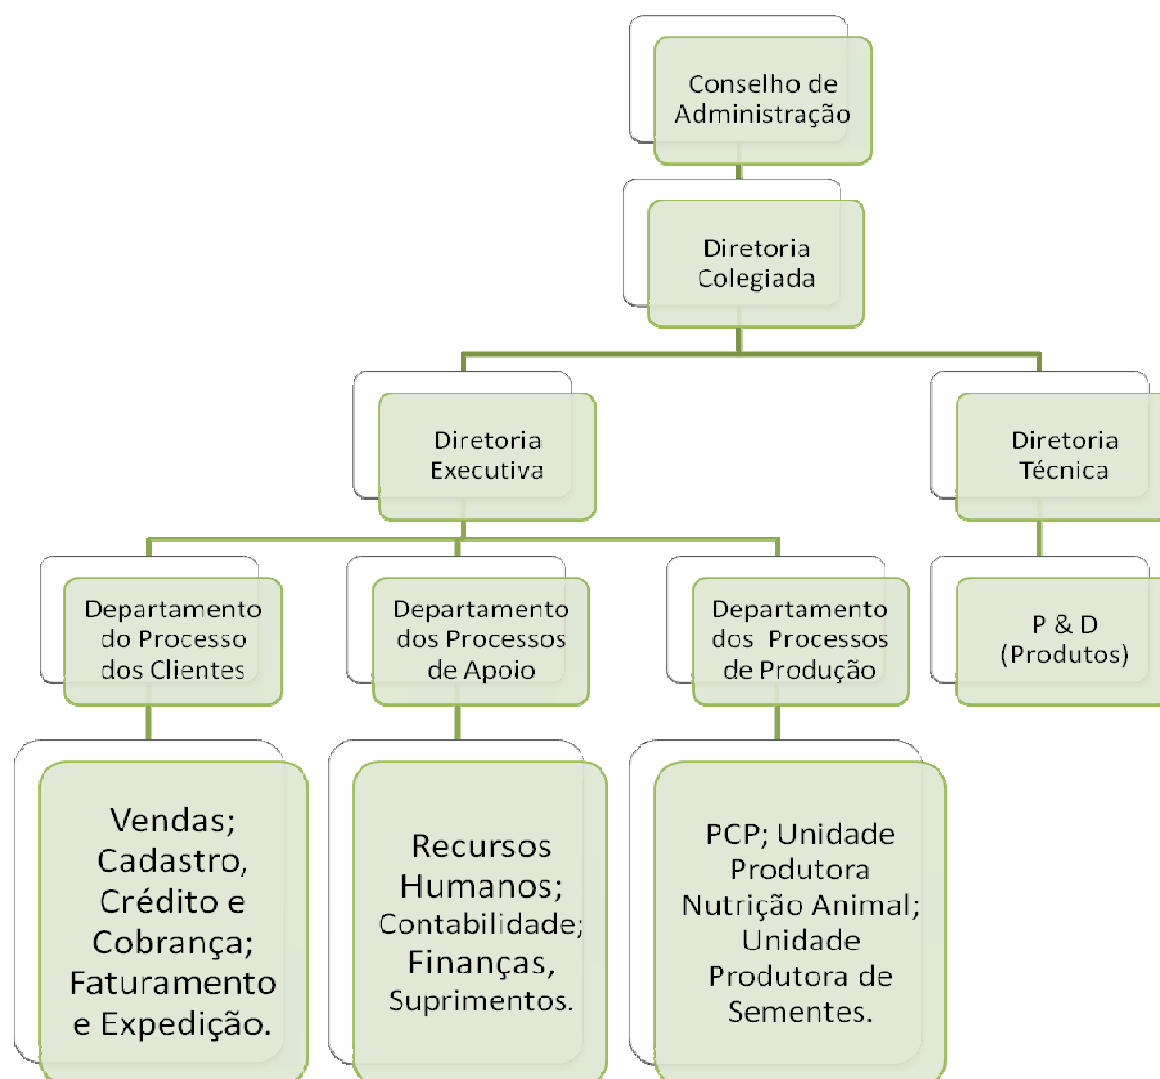 Conselho de
Administração
Diretoria
Colegiada
Diretoria
Executiva
Diretoria
Técnica
Departamento
do Processo
dos Clientes
Departamento
dos Processos
de Apoio
Departamento
dos Processos
de Produção
P & D
(Produtos)
Vendas;
Cadastro,
Crédito e
Cobrança;
Faturamento
e Expedição.
Recursos
Humanos;
Contabilidade;
Finanças,
Suprimentos.
PCP; Unidade
Produtora
Nutrição Animal;
Unidade
Produtora de
Sementes.